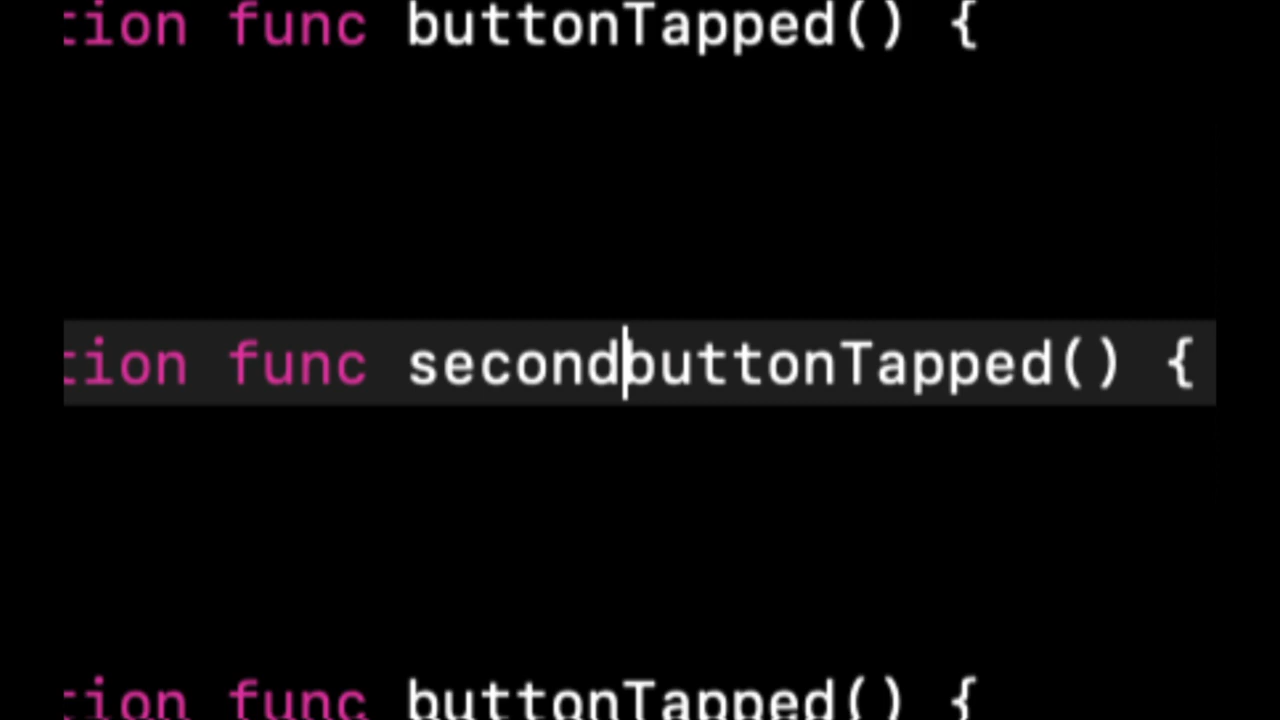 tion func buttonTapped() {
tion func secondbuttonTapped() {
tion func buttonTapped() {